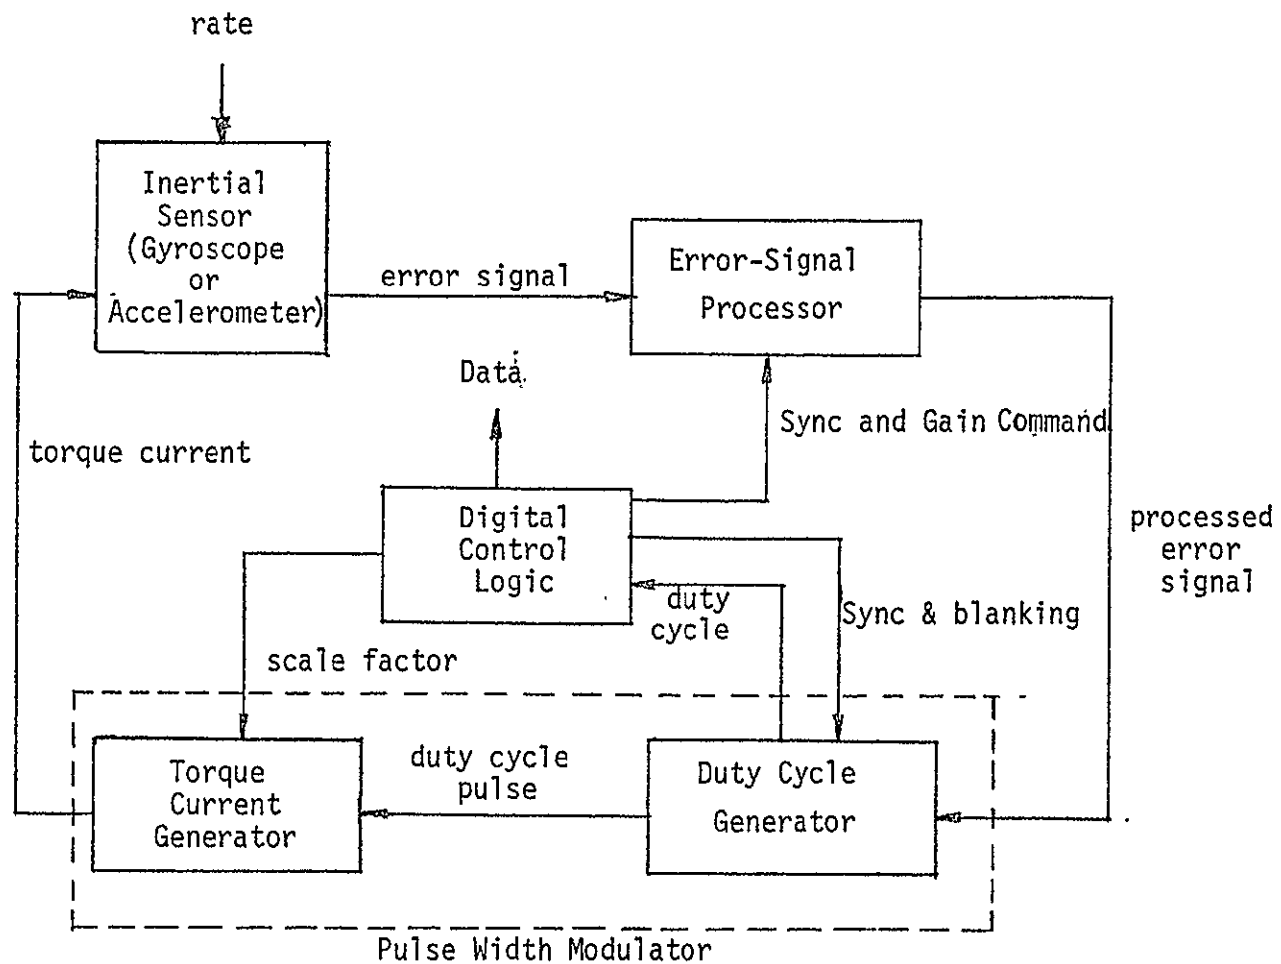 rate
Inertial
Sensor
(Gyroscope
or
Accelerometer)
error signal
Error-Signal
Processor
Data
Sync and Gain Command
torque current
Digital
Control
Logic
processed
error
signal
duty
cycle
Sync & blanking
scale factor
Torque
Current
Generator
duty cycle
pulse
Duty Cycle
Generator
Pulse Width Modulator